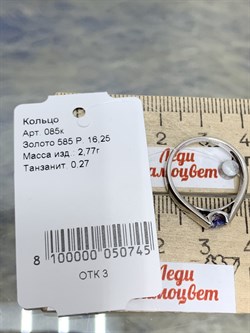 Кольцо
Арт. 085к
Золото 585 Р. 16,25
Масса изд.: 2,77г
Танзанит. 0,27
8 100000 050745
ОТК 3
Леди
Самоцвет
Леди
Самоцвет